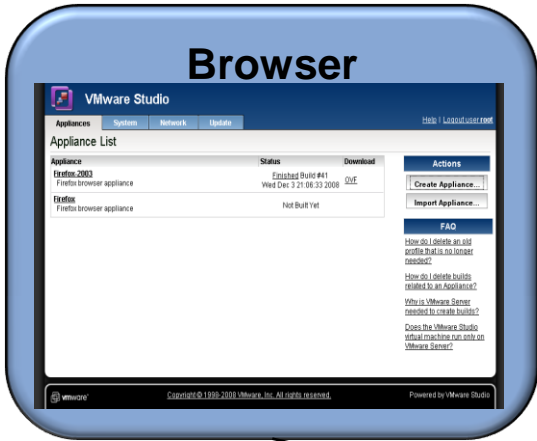 Browser
VMware Studio
Appliances System Network Update
Help | Logout user root
Appliance List
Appliance Status Download
Firefox-2003 Finished Build #41 OVF
Firefox browser appliance Wed Dec 3 21:06:33 2008
Firefox Not Built Yet
Firefox browser appliance
Actions
Create Appliance...
Import Appliance...
FAQ
How do I delete an old
profile that is no longer
needed?
How do I delete builds
related to an Appliance?
Why is VMware Server
needed to create builds?
Does the VMware Studio
virtual machine run only on
VMware Server?
vmware Copyright © 1998-2008 VMware, Inc. All rights reserved. Powered by VMware Studio